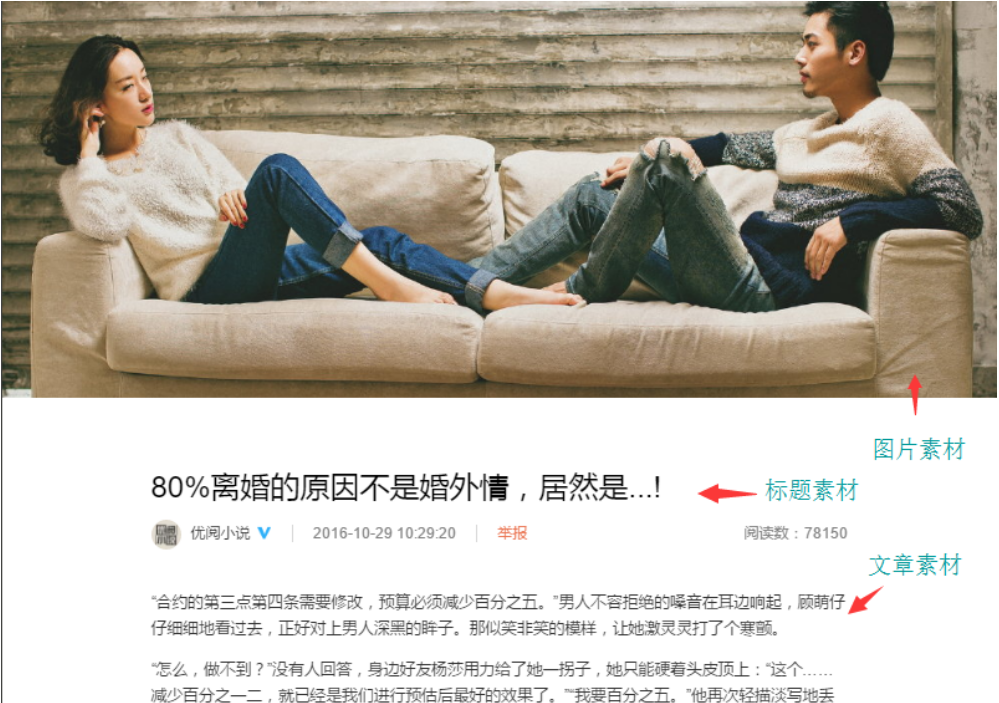 图片素材
80%离婚的原因不是婚外情，居然是...!
标题素材
优阅小说 V 2016-10-29 10:29:20 举报 阅读数：78150
文章素材
“合约的第三点第四条需要修改，预算必须减少百分之五。”男人不容拒绝的嗓音在耳边响起，顾萌仔
仔细细地看过去，正好对上男人深黑的眸子。那似笑非笑的模样，让她激灵灵打了个寒颤。
“怎么，做不到？”没有人回答，身边好友杨莎用力给了她一拐子，她只能硬着头皮顶上：“这个……
减少百分之一二，就已经是我们进行预估后最好的效果了。”“我要百分之五。”他再次轻描淡写地丢